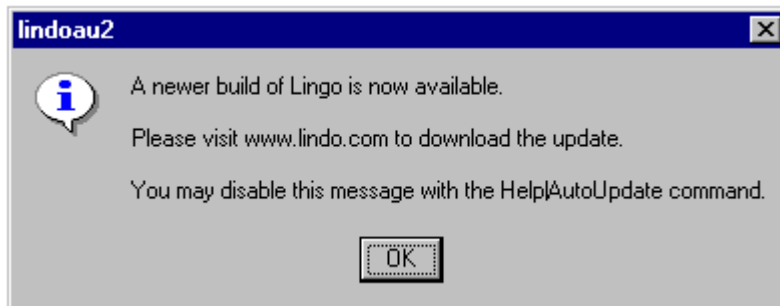 lindoau2
A newer build of Lingo is now available.
Please visit www.lindo.com to download the update.
You may disable this message with the Help|AutoUpdate command.
OK